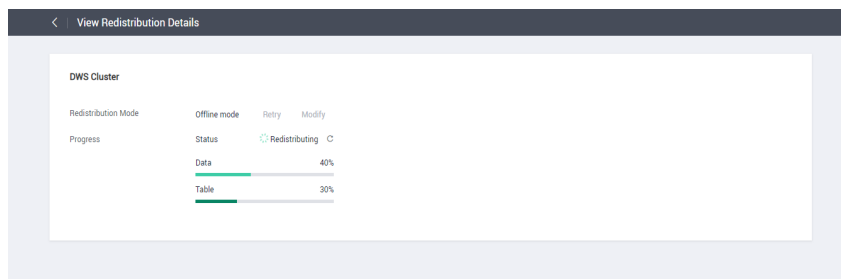 View Redistribution Details
DWS Cluster
Redistribution Mode Offline mode Retry Modify
Progress Status Redistributing
Data 40%
Table 30%